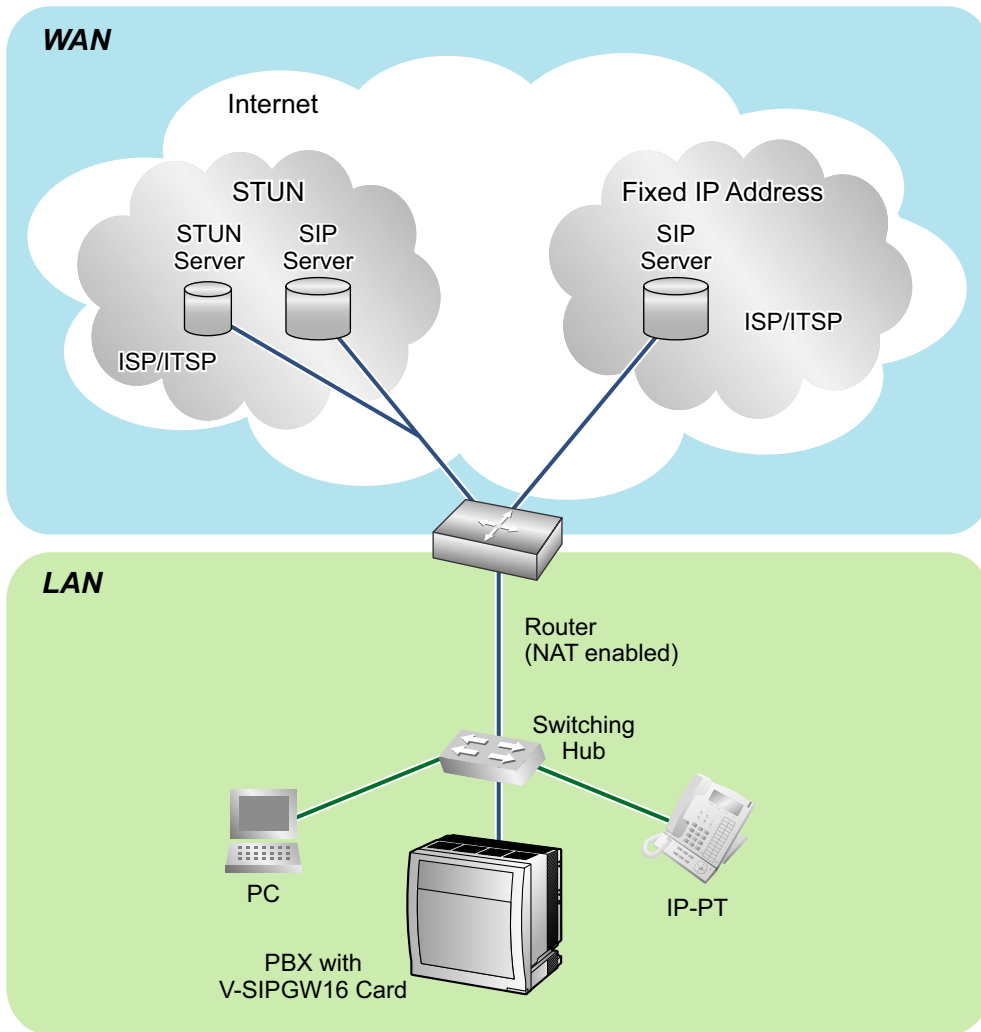 WAN
Internet
STUN
STUN
Server
SIP
Server
ISP/ITSP
Fixed IP Address
SIP
Server
ISP/ITSP
LAN
Router
(NAT enabled)
Switching
Hub
PC
IP-PT
PBX with
V-SIPGW16 Card